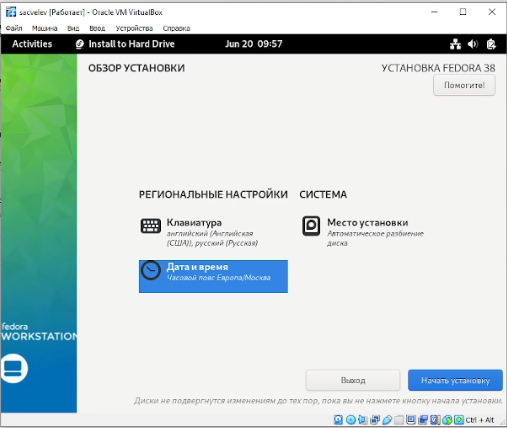 sacvelev [Работает] - Oracle VM VirtualBox
Файл Машина Вид Ввод Устройства Справка
Activities Install to Hard Drive Jun 20 09:57
ОБЗОР УСТАНОВКИ
УСТАНОВКА FEDORA 38
Помогите!
РЕГИОНАЛЬНЫЕ НАСТРОЙКИ
Клавиатура
английский (Английская
(США)), русский (Русская)
Дата и время
Часовой пояс Европа/Москва
СИСТЕМА
Место установки
Автоматическое разбиение
диска
fedora
WORKSTATION
Выход
Начать установку
Диски не подвергнутся изменениям до тех пор, пока вы не нажмете кнопку начала установки.
Ctrl + Alt